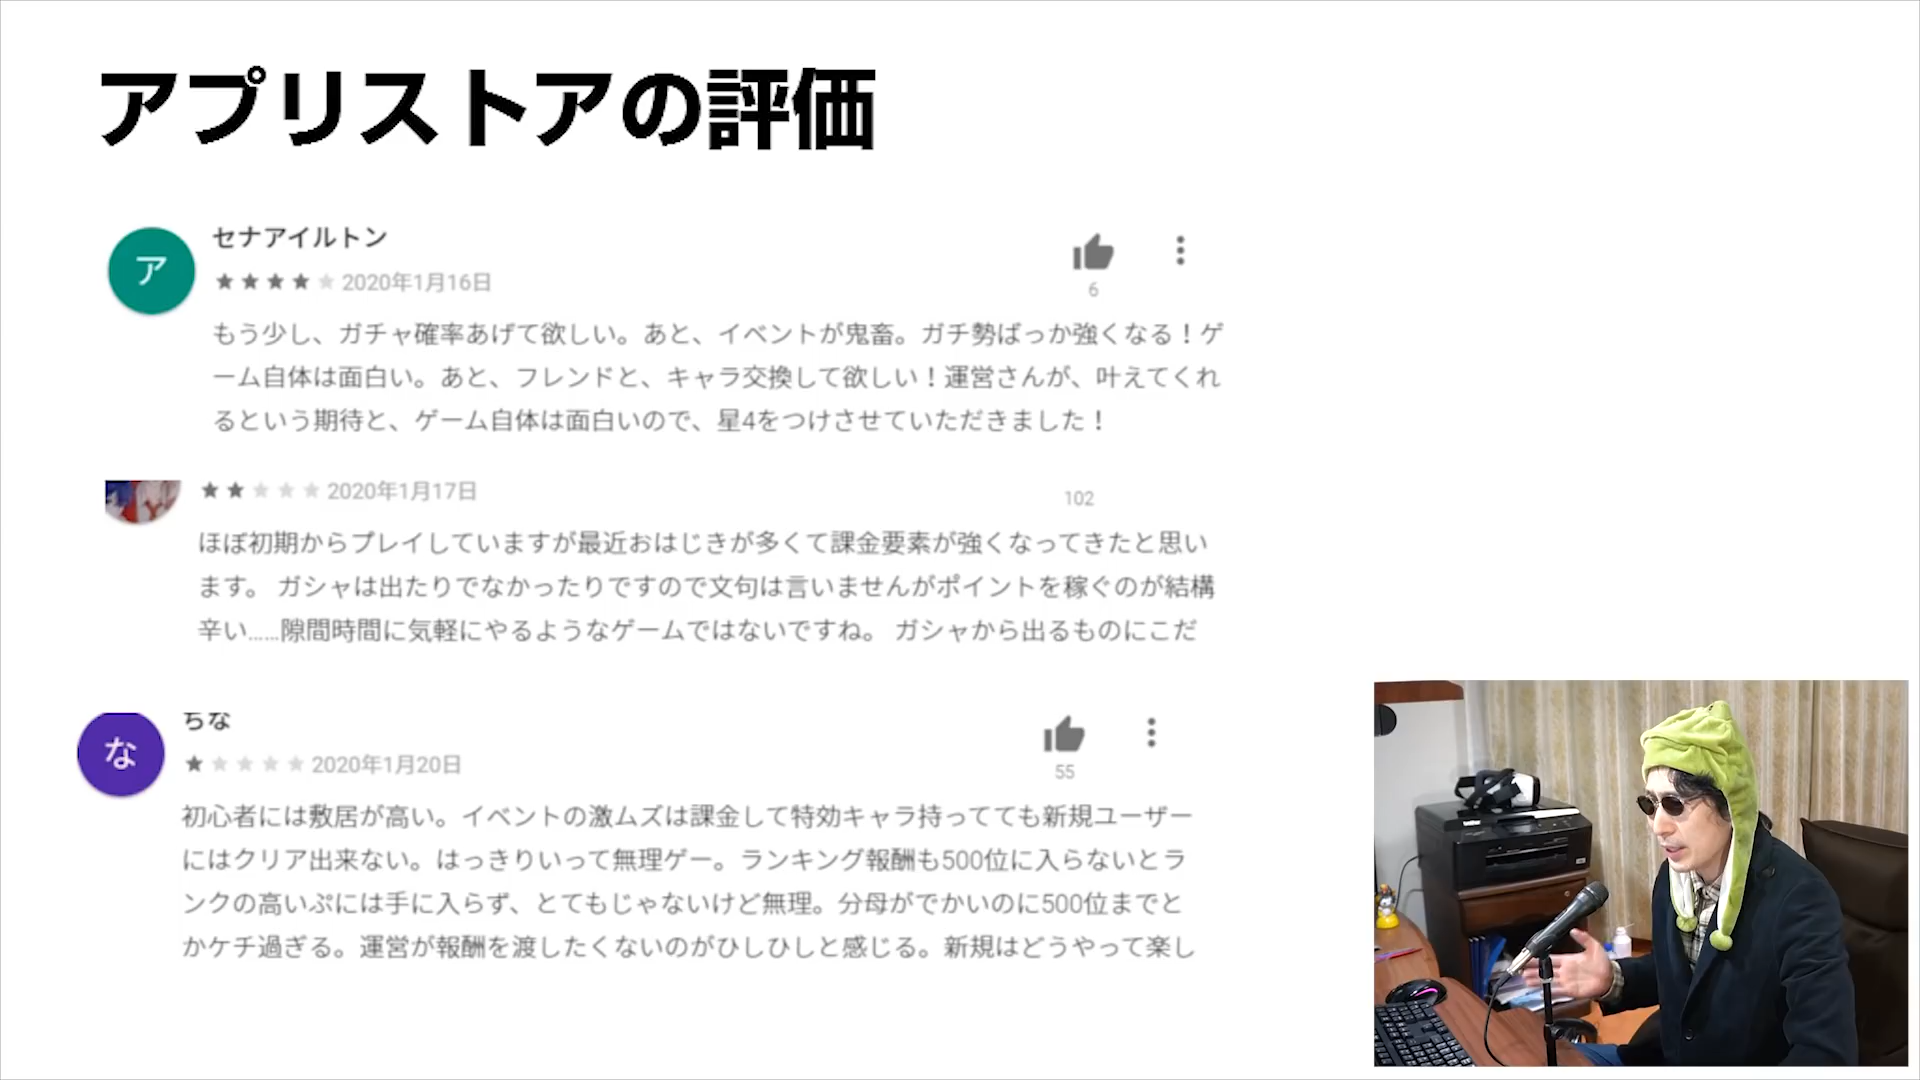 アプリストアの評価
ア
セナアイルトン
2020年1月16日
6
もう少し、ガチャ確率あげて欲しい。あと、イベントが鬼畜。ガチ勢ばっか強くなる！ゲ
ーム自体は面白い。あと、フレンドと、キャラ交換して欲しい！運営さんが、叶えてくれ
るという期待と、ゲーム自体は面白いので、星4をつけさせていただきました！
2020年1月17日
102
ほぼ初期からプレイしていますが最近おはじきが多くて課金要素が強くなってきたと思い
ます。 ガシャは出たりでなかったりですので文句は言いませんがポイントを稼ぐのが結構
辛い......隙間時間に気軽にやるようなゲームではないですね。 ガシャから出るものにこだ
な
ちな
2020年1月20日
55
初心者には敷居が高い。イベントの激ムズは課金して特効キャラ持ってても新規ユーザー
にはクリア出来ない。はっきりいって無理ゲー。ランキング報酬も500位に入らないとラ
ンクの高いぷには手に入らず、とてもじゃないけど無理。分母がでかいのに500位までと
かケチ過ぎる。運営が報酬を渡したくないのがひしひしと感じる。新規はどうやって楽し